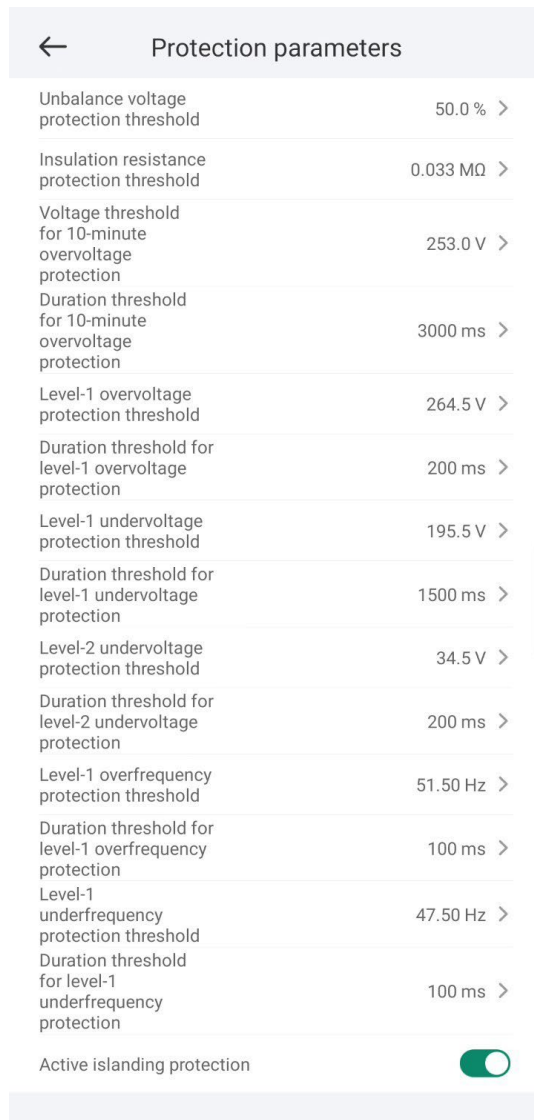 Protection parameters
Unbalance voltage
protection threshold
50.0 %
Insulation resistance
protection threshold
0.033 MΩ
Voltage threshold
for 10-minute
overvoltage
protection
253.0 V
Duration threshold
for 10-minute
overvoltage
protection
3000 ms
Level-1 overvoltage
protection threshold
264.5 V
Duration threshold for
level-1 overvoltage
protection
200 ms
Level-1 undervoltage
protection threshold
195.5 V
Duration threshold for
level-1 undervoltage
protection
1500 ms
Level-2 undervoltage
protection threshold
34.5 V
Duration threshold for
level-2 undervoltage
protection
200 ms
Level-1 overfrequency
protection threshold
51.50 Hz
Duration threshold for
level-1 overfrequency
protection
100 ms
Level-1
underfrequency
protection threshold
47.50 Hz
Duration threshold
for level-1
underfrequency
protection
100 ms
Active islanding protection